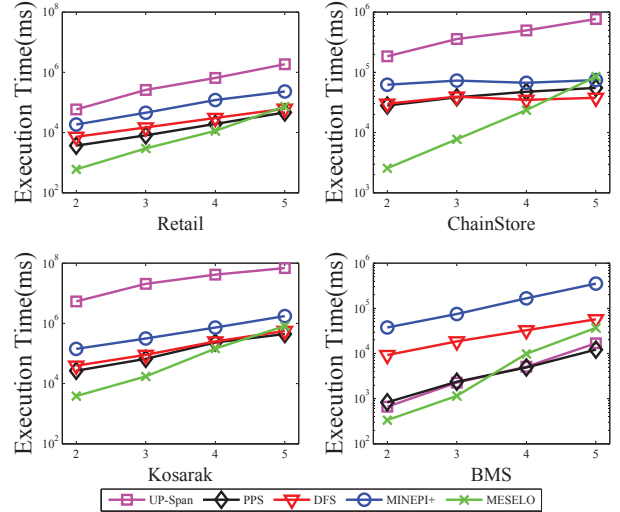 Execution Time(ms)
10^8
10^6
10^4
10^2
2 3 4 5
Retail
Execution Time(ms)
10^6
10^5
10^4
10^3
2 3 4 5
ChainStore
Execution Time(ms)
10^8
10^6
10^4
10^2
2 3 4 5
Kosarak
Execution Time(ms)
10^6
10^5
10^4
10^3
10^2
2 3 4 5
BMS
UP-Span PPS DFS MINEPI+ MESELO